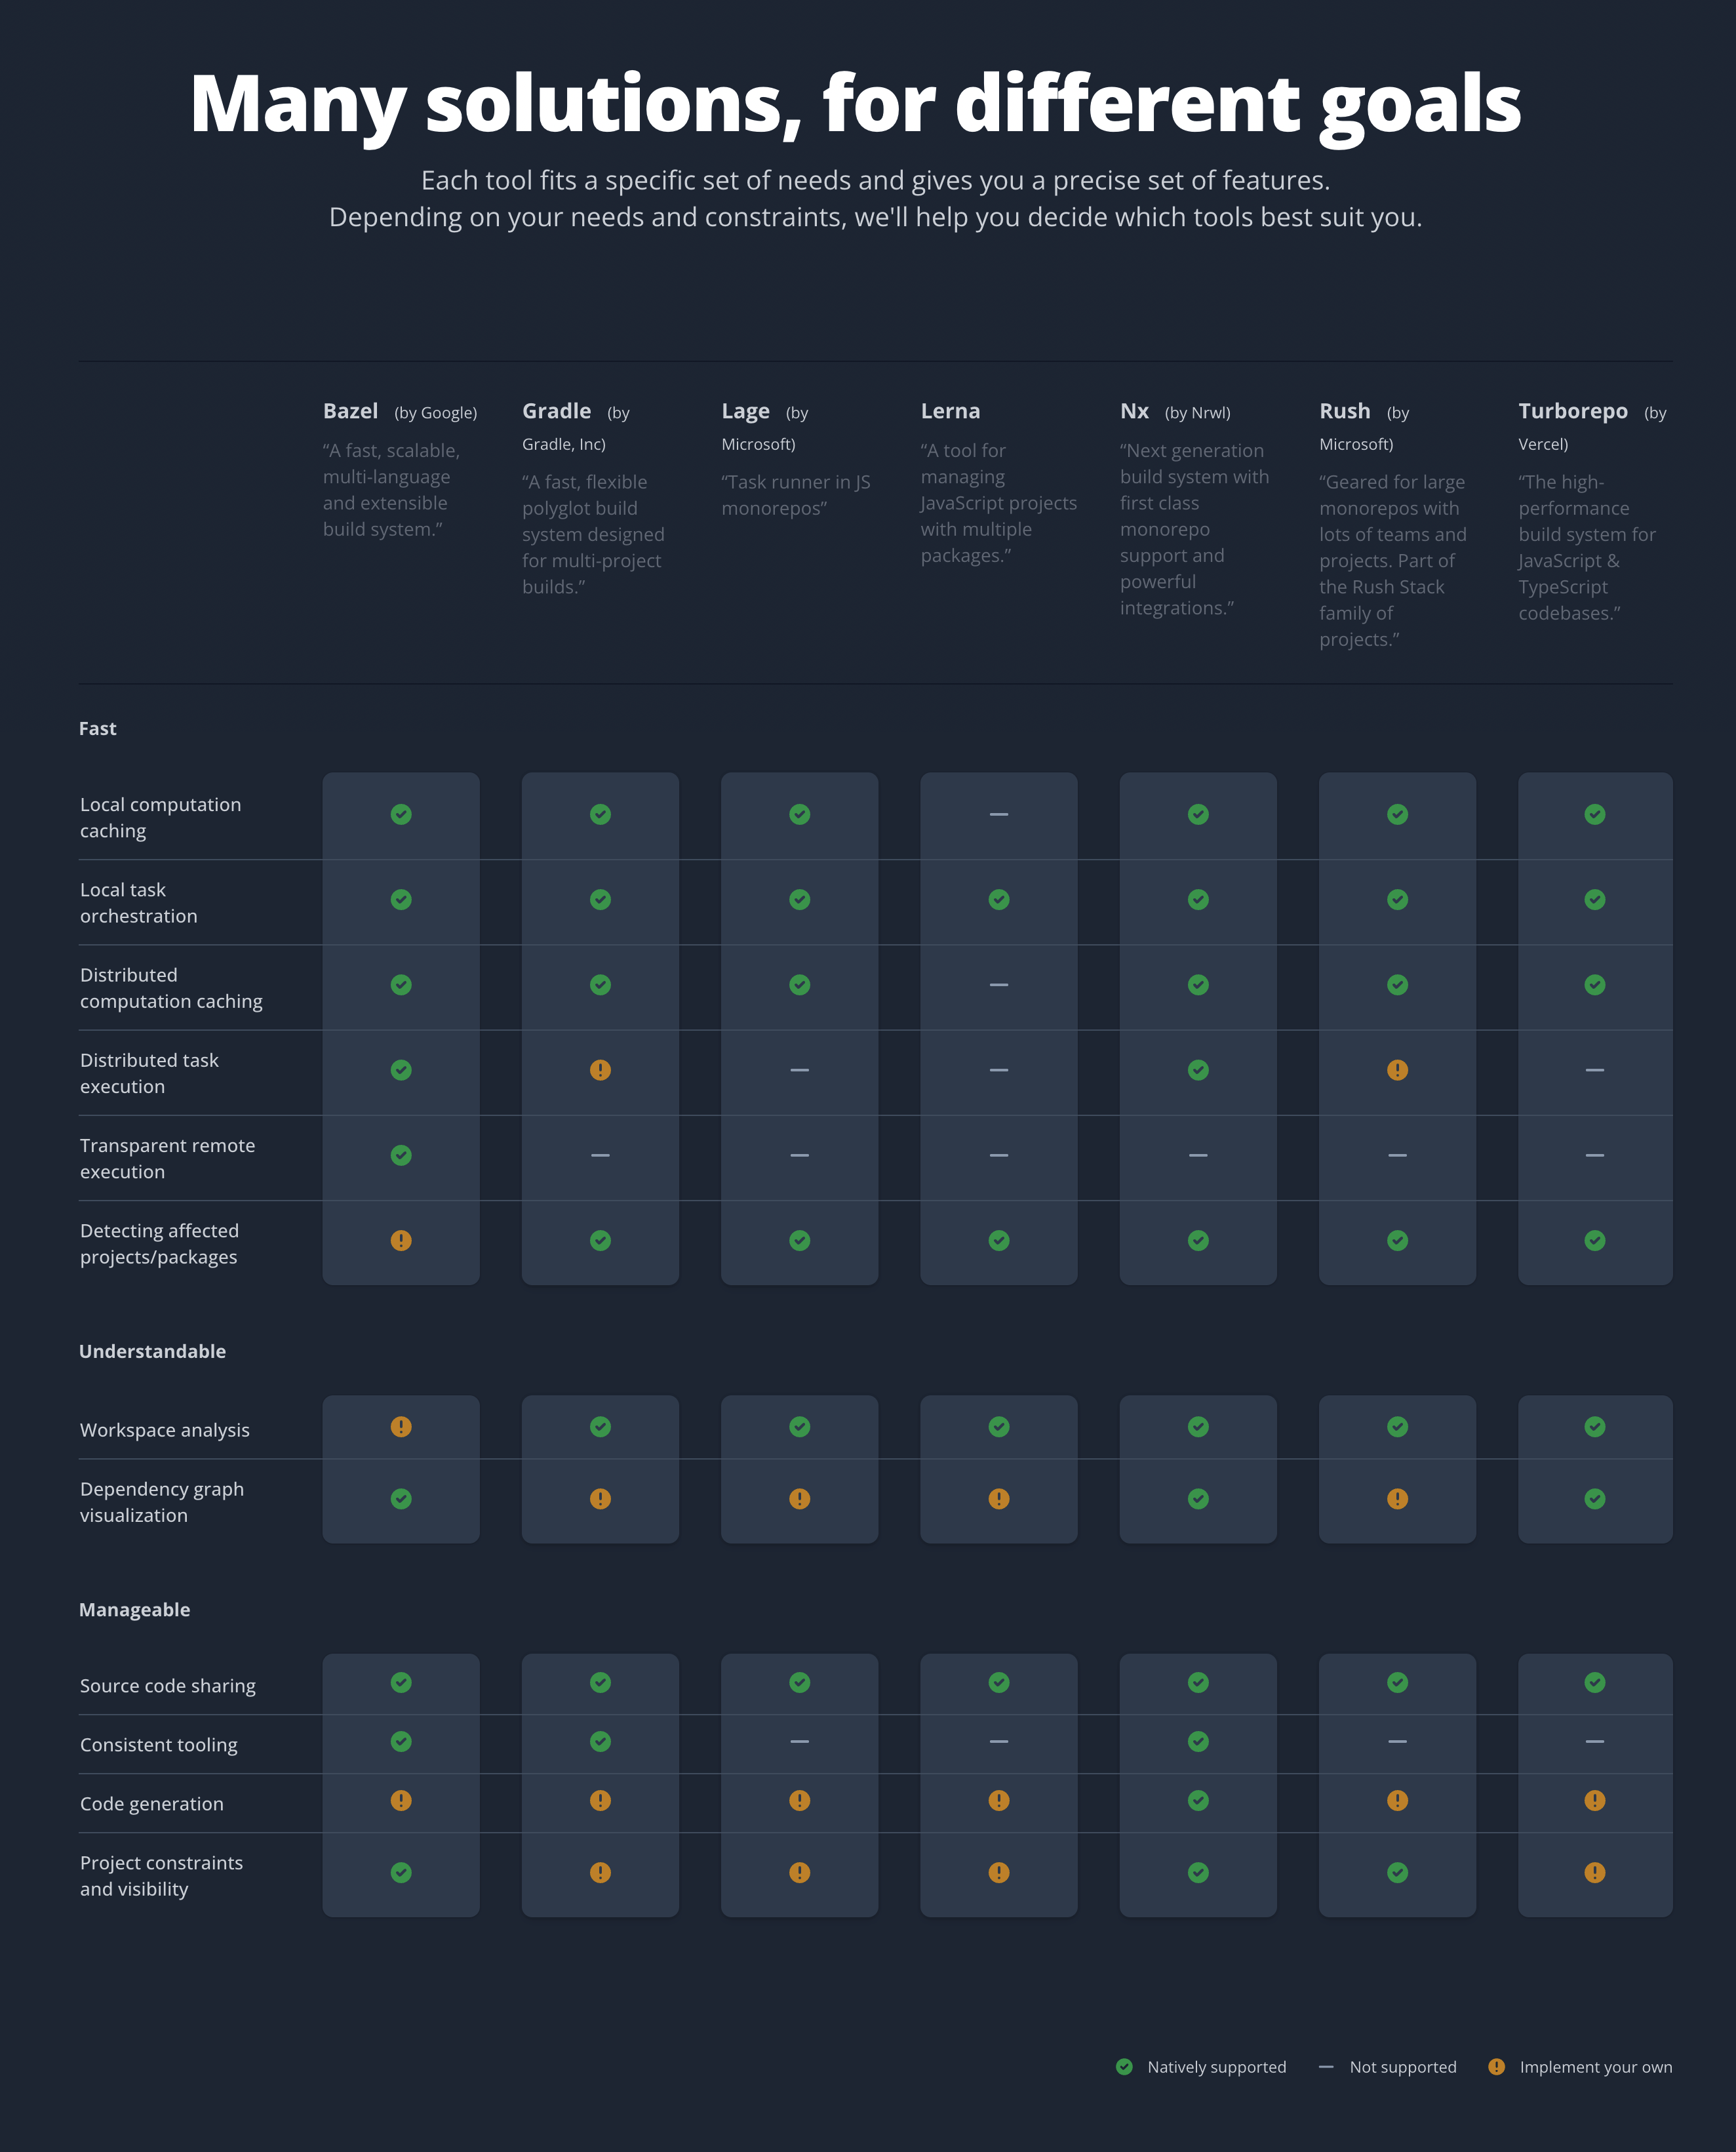 Many solutions, for different goals
Each tool fits a specific set of needs and gives you a precise set of features.
Depending on your needs and constraints, we'll help you decide which tools best suit you.
Bazel (by Google)
“A fast, scalable,
multi-language
and extensible
build system.”
Gradle (by
Gradle, Inc)
“A fast, flexible
polyglot build
system designed
for multi-project
builds.”
Lage (by
Microsoft)
“Task runner in JS
monorepos”
Lerna
“A tool for
managing
JavaScript projects
with multiple
packages.”
Nx (by Nrwl)
“Next generation
build system with
first class
monorepo
support and
powerful
integrations.”
Rush (by
Microsoft)
“Geared for large
monorepos with
lots of teams and
projects. Part of
the Rush Stack
family of
projects.”
Turborepo (by
Vercel)
“The high-
performance
build system for
JavaScript &
TypeScript
codebases.”
Fast
Local computation
caching
Local task
orchestration
Distributed
computation caching
Distributed task
execution
Transparent remote
execution
Detecting affected
projects/packages
Understandable
Workspace analysis
Dependency graph
visualization
Manageable
Source code sharing
Consistent tooling
Code generation
Project constraints
and visibility
Natively supported
Not supported
Implement your own